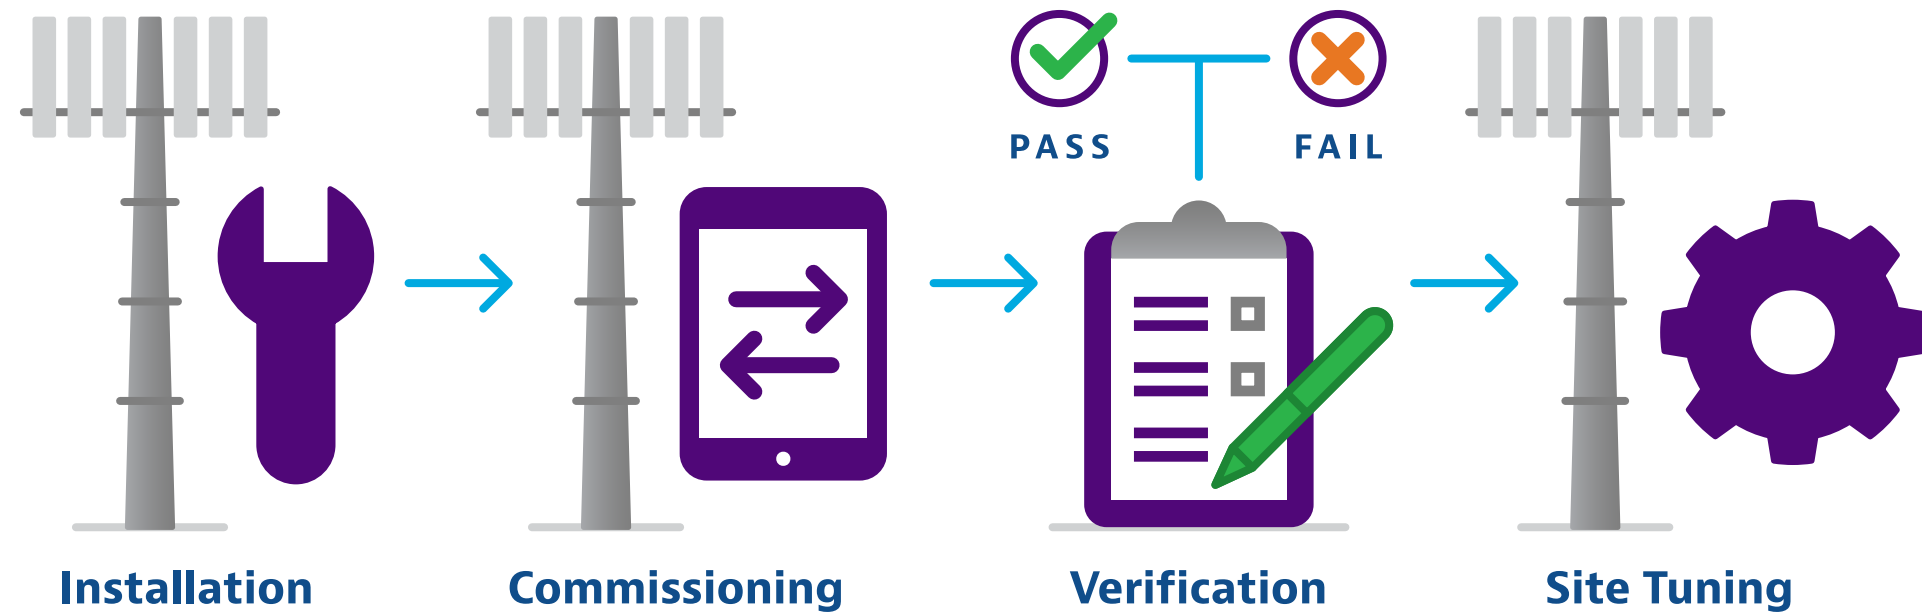 PASS
FAIL
Installation
Commissioning
Verification
Site Tuning